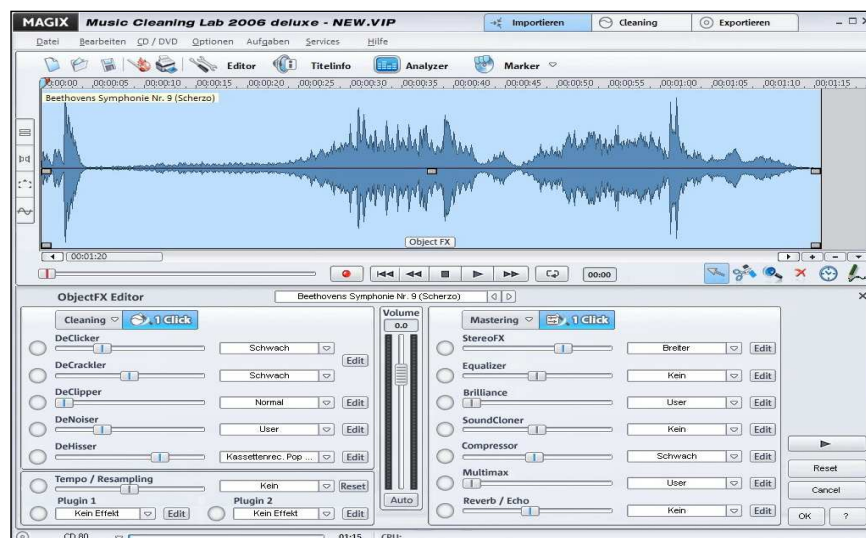 MAGIX Music Cleaning Lab 2006 deluxe - NEW.VIP Importieren Cleaning Exportieren
Datei Bearbeiten CD / DVD Optionen Aufgaben Services Hilfe
Editor Titelinfo Analyzer Marker
00:00:05 00:00:10 00:00:15 00:00:20 00:00:25 00:00:30 00:00:35 00:00:40 00:00:45 00:00:50 00:00:55 00:01:00 00:01:05 00:01:10 00:01:15
Beethovens Symphonie Nr. 9 (Scherzo)
Object FX
00:01:20
00:00
ObjectFX Editor Beethovens Symphonie Nr. 9 (Scherzo)
Cleaning 1 Click
DeClicker
Schwach
Edit
DeCrackler
Schwach
DeClipper
Normal Edit
DeNoiser
User Edit
DeHisser
Kassettenrec. Pop ... Edit
Tempo / Resampling
Kein Reset
Plugin 1 Plugin 2
Kein Effekt Edit Kein Effekt Edit
Volume
0.0
Auto
Mastering 1 Click
StereoFX
Breiter Edit
Equalizer
Kein Edit
Brilliance
User Edit
SoundCloner
Kein Edit
Compressor
Schwach Edit
Multimax
User Edit
Reverb / Echo
Kein Edit
Reset
Cancel
OK ?
CD 80 01:15 CPU: